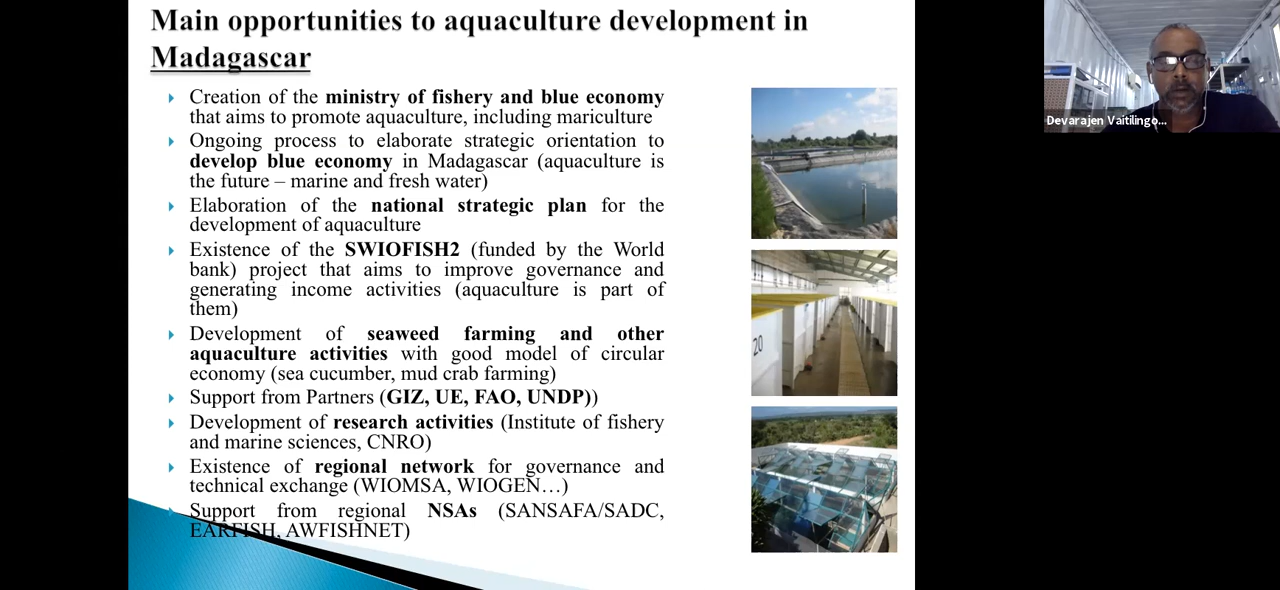 Main opportunities to aquaculture development in
Madagascar
Creation of the ministry of fishery and blue economy
that aims to promote aquaculture, including mariculture
Ongoing process to elaborate strategic orientation to
develop blue economy in Madagascar (aquaculture is
the future – marine and fresh water)
Elaboration of the national strategic plan for the
development of aquaculture
Existence of the SWIOFISH2 (funded by the World
bank) project that aims to improve governance and
generating income activities (aquaculture is part of
them)
Development of seaweed farming and other
aquaculture activities with good model of circular
economy (sea cucumber, mud crab farming)
Support from Partners (GIZ, UE, FAO, UNDP))
Development of research activities (Institute of fishery
and marine sciences, CNRO)
Existence of regional network for governance and
technical exchange (WIOMSA, WIOGEN…)
Support from regional NSAs (SANSAFA/SADC,
EARFISH, AWFISHNET)
20
Devarajen Vaitilingo...